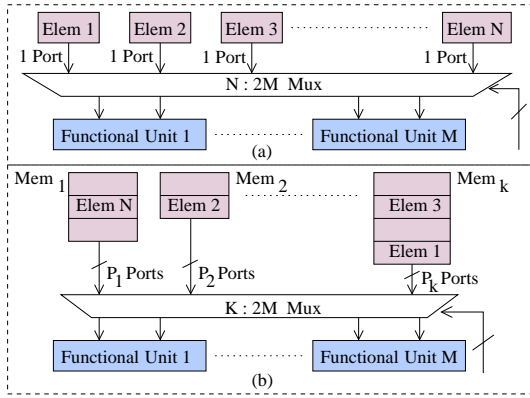 Elem 1 Elem 2 Elem 3 Elem N
1 Port 1 Port 1 Port 1 Port
N : 2M Mux
Functional Unit 1 Functional Unit M
(a)
Mem 1 Mem 2 Mem k
Elem N Elem 2 Elem 3
Elem 1
P1 Ports P2 Ports Pk Ports
K : 2M Mux
Functional Unit 1 Functional Unit M
(b)